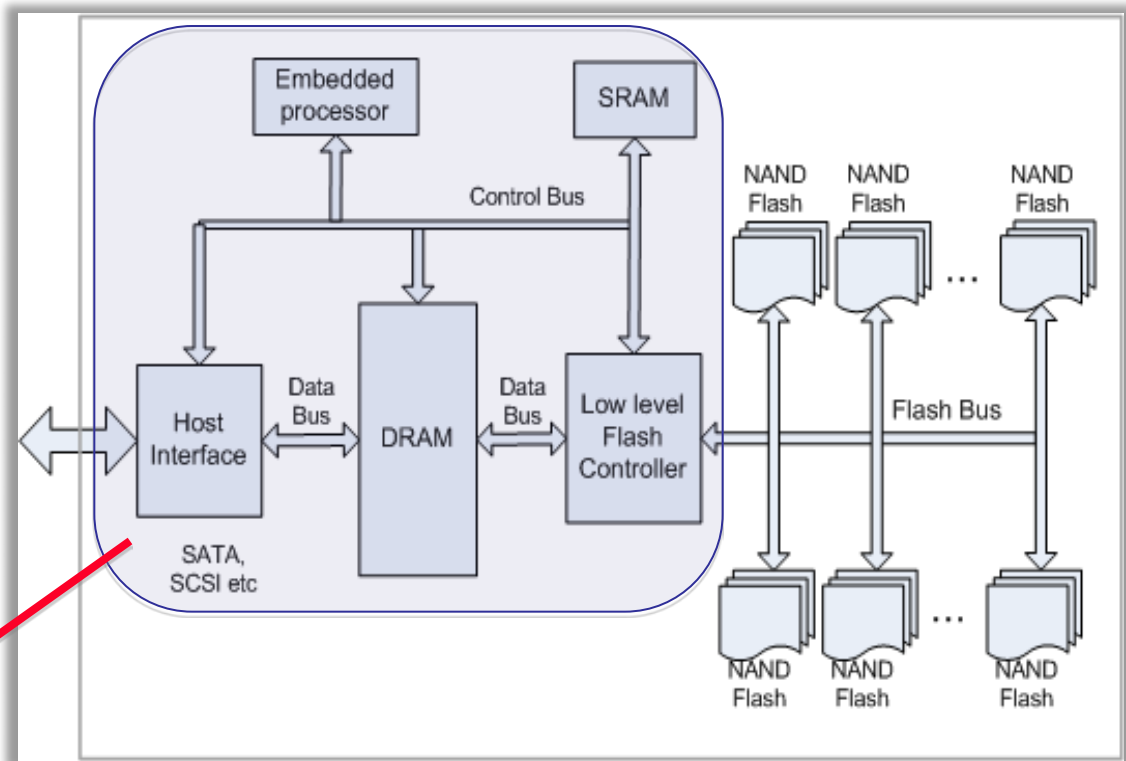 Embedded
processor
SRAM
Control Bus
NAND
Flash
NAND
Flash
NAND
Flash
...
Host
Interface
Data
Bus
DRAM
Data
Bus
Low level
Flash
Controller
Flash Bus
SATA,
SCSI etc
...
NAND
Flash
NAND
Flash
NAND
Flash